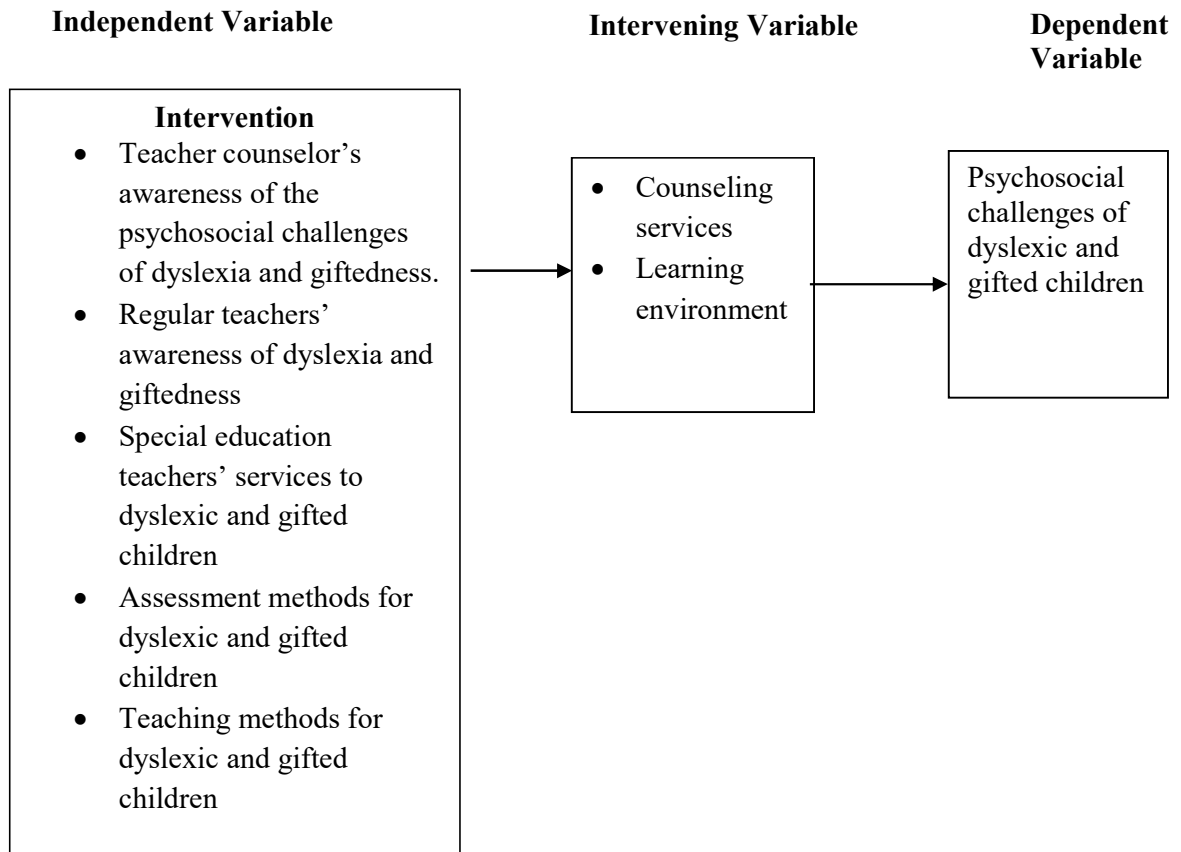 Independent Variable
Intervening Variable
Dependent
Variable
Intervention
• Teacher counselor’s
awareness of the
psychosocial challenges
of dyslexia and giftedness.
• Regular teachers’
awareness of dyslexia and
giftedness
• Special education
teachers’ services to
dyslexic and gifted
children
• Assessment methods for
dyslexic and gifted
children
• Teaching methods for
dyslexic and gifted
children
• Counseling
services
• Learning
environment
Psychosocial
challenges of
dyslexic and
gifted children